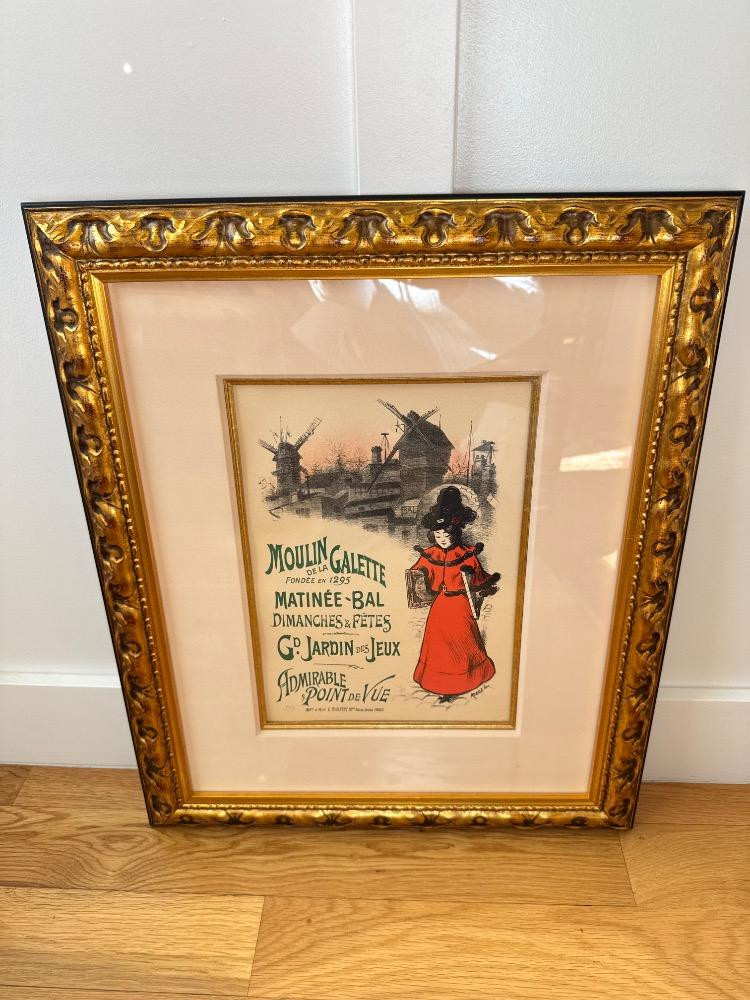 BAL
MOULIN
DE LA GALETTE
FONDÉE EN 1295
MATINÉE-BAL
DIMANCHES & FÊTES
GD. JARDIN DES JEUX
ADMIRABLE
POINT DE VUE